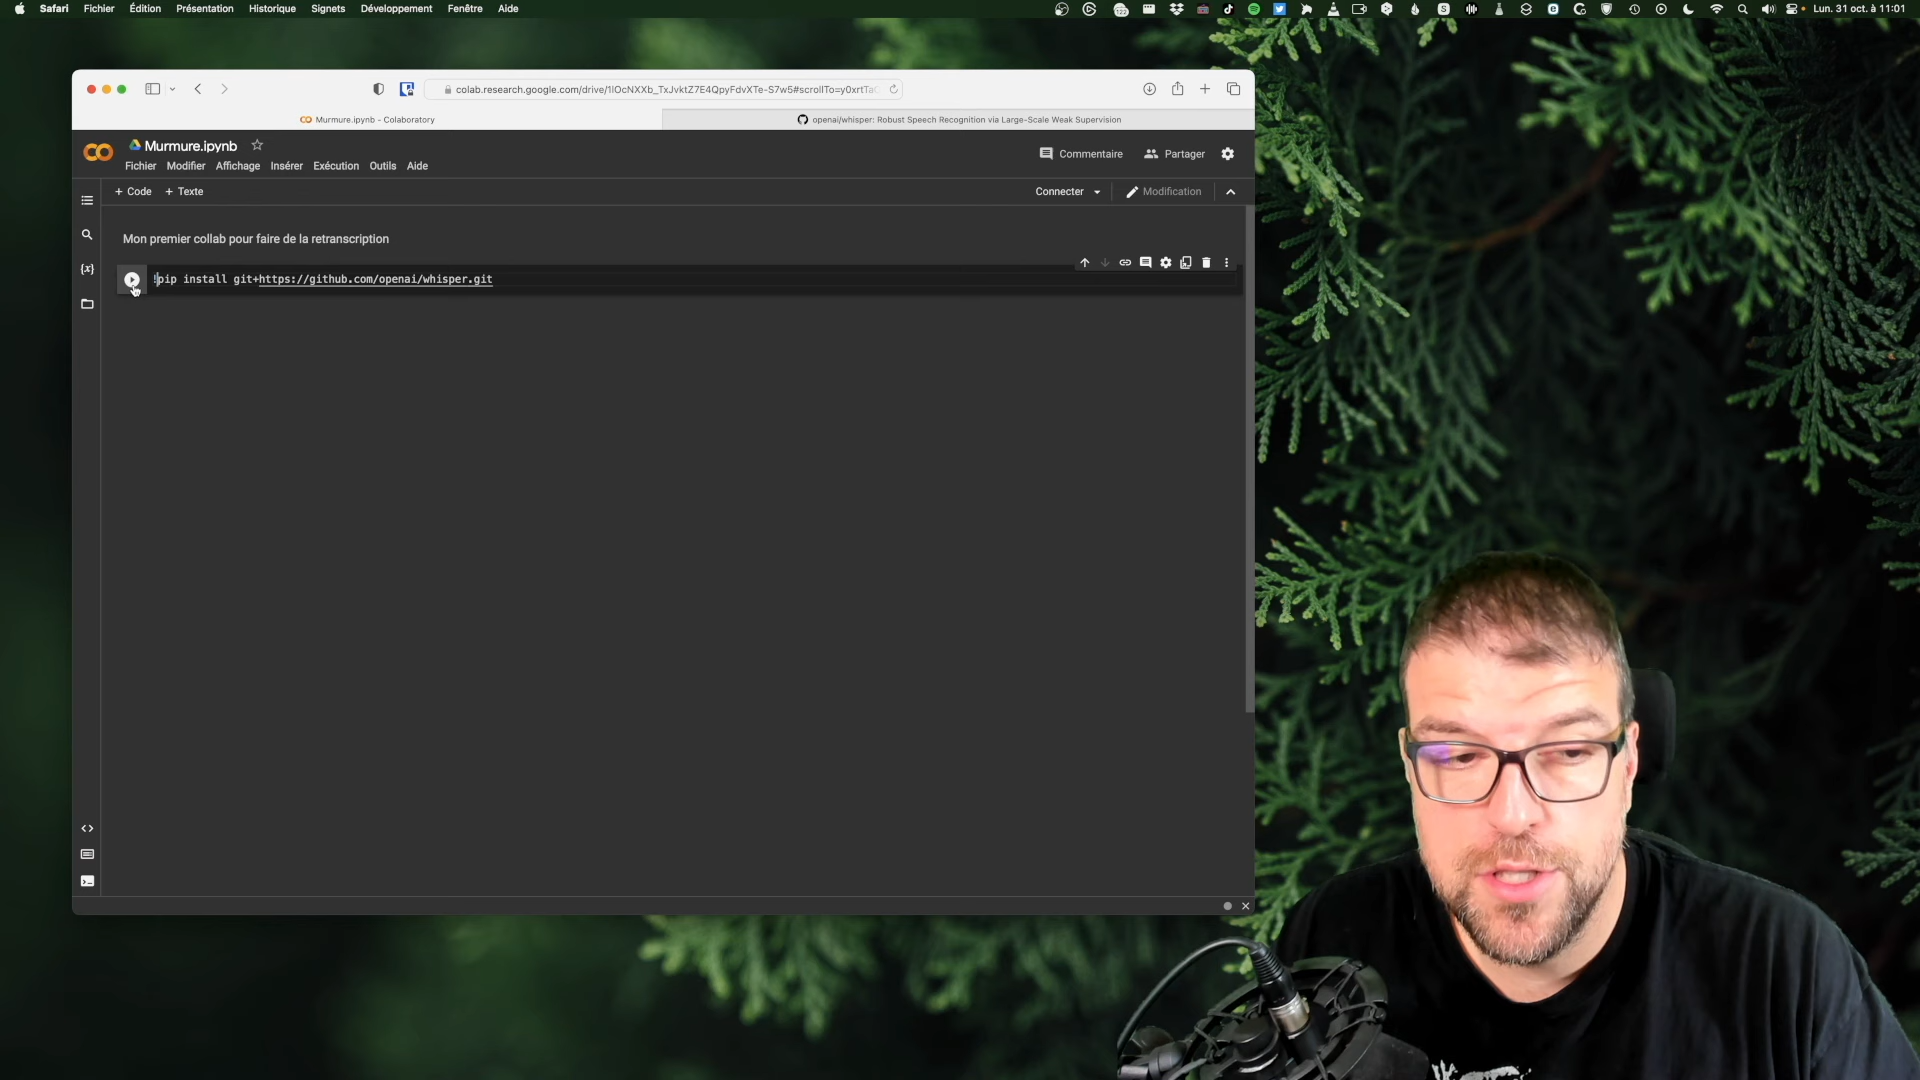 Safari Fichier Édition Présentation Historique Signets Développement Fenêtre Aide
Lun. 31 oct. à 11:01
Murmure.ipynb - Colaboratory
openai/whisper: Robust Speech Recognition via Large-Scale Weak Supervision
Murmure.ipynb
Commentaire Partager
Fichier Modifier Affichage Insérer Exécution Outils Aide
+ Code + Texte
Connecter Modification
Mon premier collab pour faire de la retranscription
!pip install git+https://github.com/openai/whisper.git